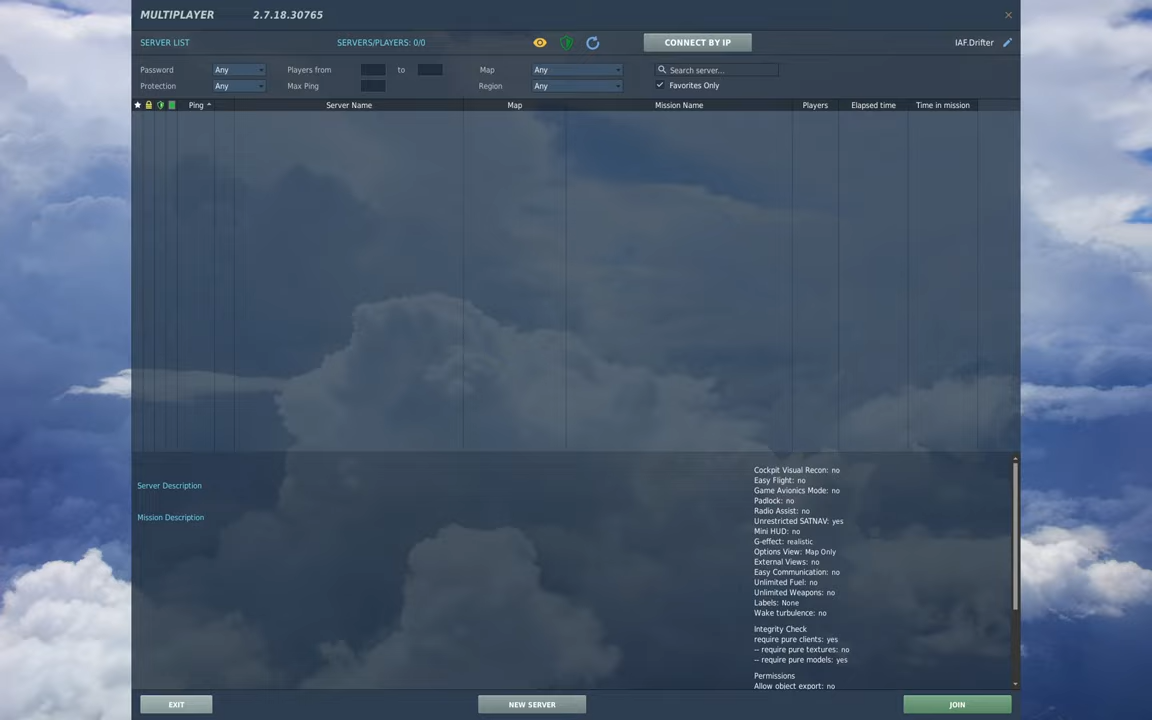 MULTIPLAYER 2.7.18.30765
SERVER LIST SERVERS/PLAYERS: 0/0 CONNECT BY IP IAF.Drifter
Password Any Players from to Map Any Search server...
Protection Any Max Ping Region Any Favorites Only
Ping Server Name Map Mission Name Players Elapsed time Time in mission
Server Description
Mission Description
Cockpit Visual Recon: no
Easy Flight: no
Game Avionics Mode: no
Padlock: no
Radio Assist: no
Unrestricted SATNAV: yes
Mini HUD: no
G-effect: realistic
Options View: Map Only
External Views: no
Easy Communication: no
Unlimited Fuel: no
Unlimited Weapons: no
Labels: None
Wake turbulence: no
Integrity Check
require pure clients: yes
-- require pure textures: no
-- require pure models: yes
Permissions
Allow object export: no
EXIT NEW SERVER JOIN